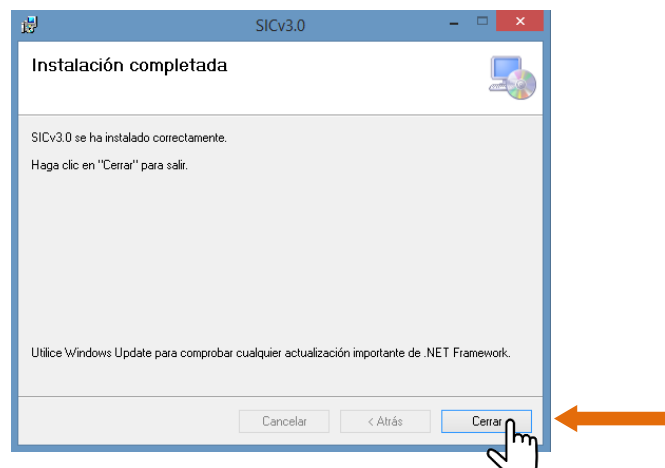 SICv3.0
Instalación completada
SICv3.0 se ha instalado correctamente.
Haga clic en "Cerrar" para salir.
Utilice Windows Update para comprobar cualquier actualización importante de .NET Framework.
Cancelar
< Atrás
Cerrar